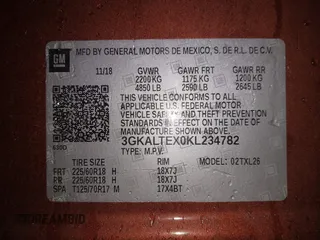 GM
MFD BY GENERAL MOTORS DE MEXICO, S. DE R.L. DE C.V.
11/18 GVWR GAWR FRT GAWR RR
2200 KG 1175 KG 1200 KG
4850 LB 2590 LB 2645 LB
THIS VEHICLE CONFORMS TO ALL
APPLICABLE U.S. FEDERAL MOTOR
VEHICLE SAFETY AND THEFT PREVENTION
STANDARDS IN EFFECT ON THE DATE OF
MANUFACTURE SHOWN ABOVE.
3GKALTEX0KL234782
TYPE: M.P.V. MODEL: 02TXL26
TIRE SIZE RIM
FRT 225/60R18 H 18X7J
RR 225/60R18 H 18X7J
SPA T125/70R17 M 17X4BT